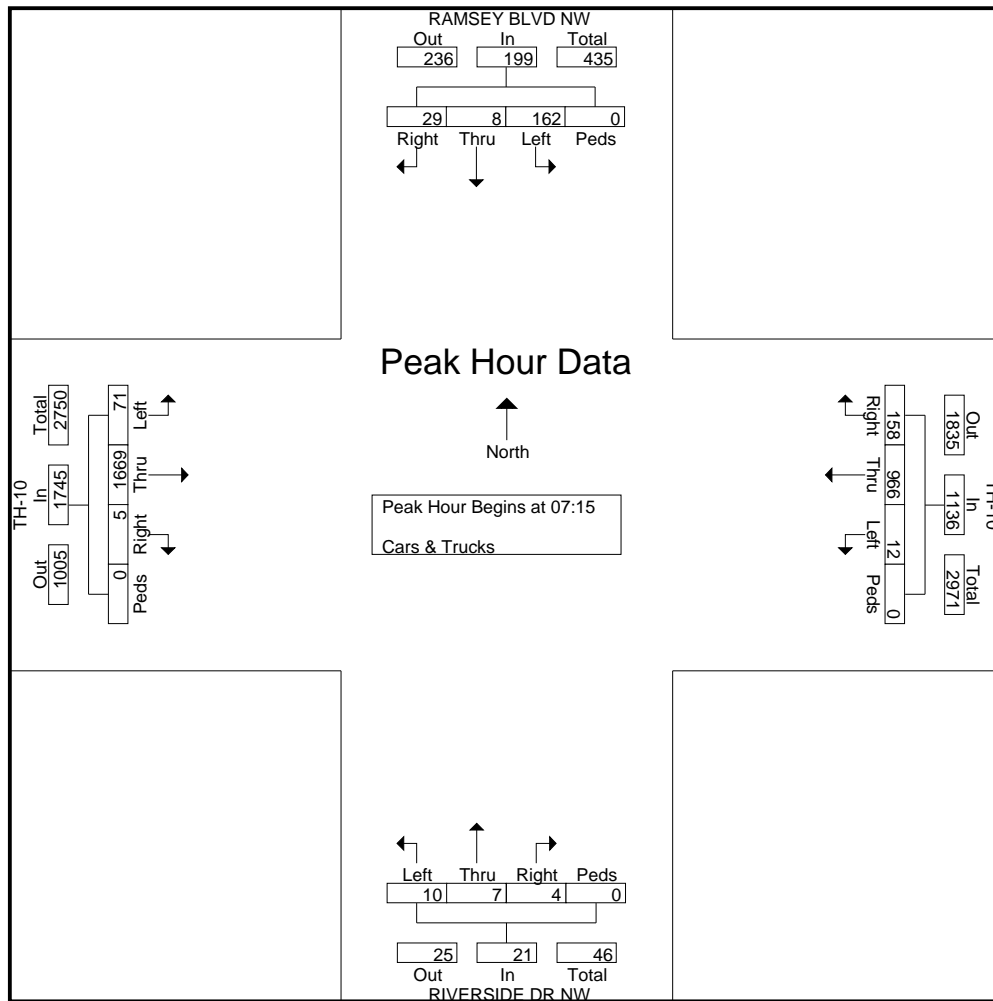 RAMSEY BLVD NW
Out In Total
236 199 435
29 8 162 0
Right Thru Left Peds
Peak Hour Data
North
Peak Hour Begins at 07:15
Cars & Trucks
TH-10
Total In Out
2750 1745 1005
71 1669 5 0
Left Thru Right Peds
Right Thru Left Peds
158 966 12 0
Out In Total
1835 1136 2971
TH-10
Left Thru Right Peds
10 7 4 0
25 21 46
Out In Total
RIVERSIDE DR NW